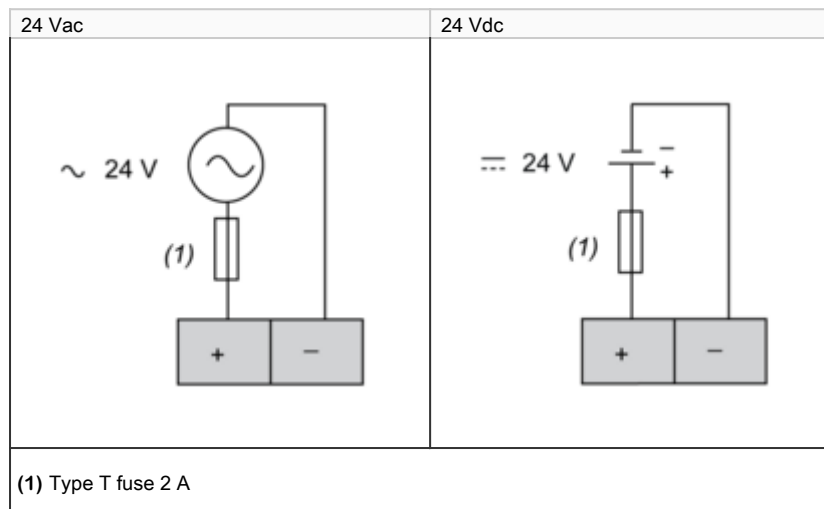 24 Vac
24 Vdc
~ 24 V
(1)
+ −
⎓ 24 V
−
+
(1)
+ −
(1) Type T fuse 2 A